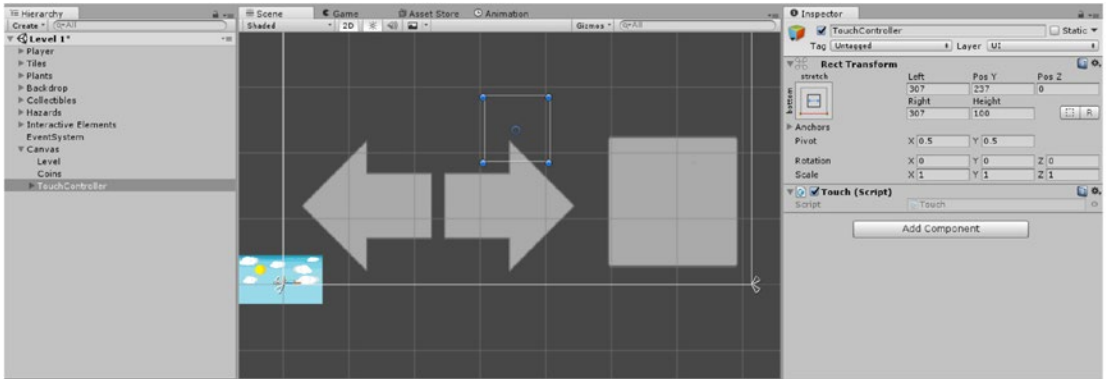 Hierarchy
Create
All
Level 1*
Player
Tiles
Plants
Backdrop
Collectibles
Hazards
Interactive Elements
EventSystem
Canvas
Level
Coins
TouchController
Scene Game Asset Store Animation
Shaded 2D Gizmos All
Inspector
TouchController Static
Tag Untagged Layer UI
Rect Transform
stretch Left Pos Y Pos Z
307 237 0
bottom Right Height
307 100 R
Anchors
Pivot X 0.5 Y 0.5
Rotation X 0 Y 0 Z 0
Scale X 1 Y 1 Z 1
Touch (Script)
Script Touch
Add Component